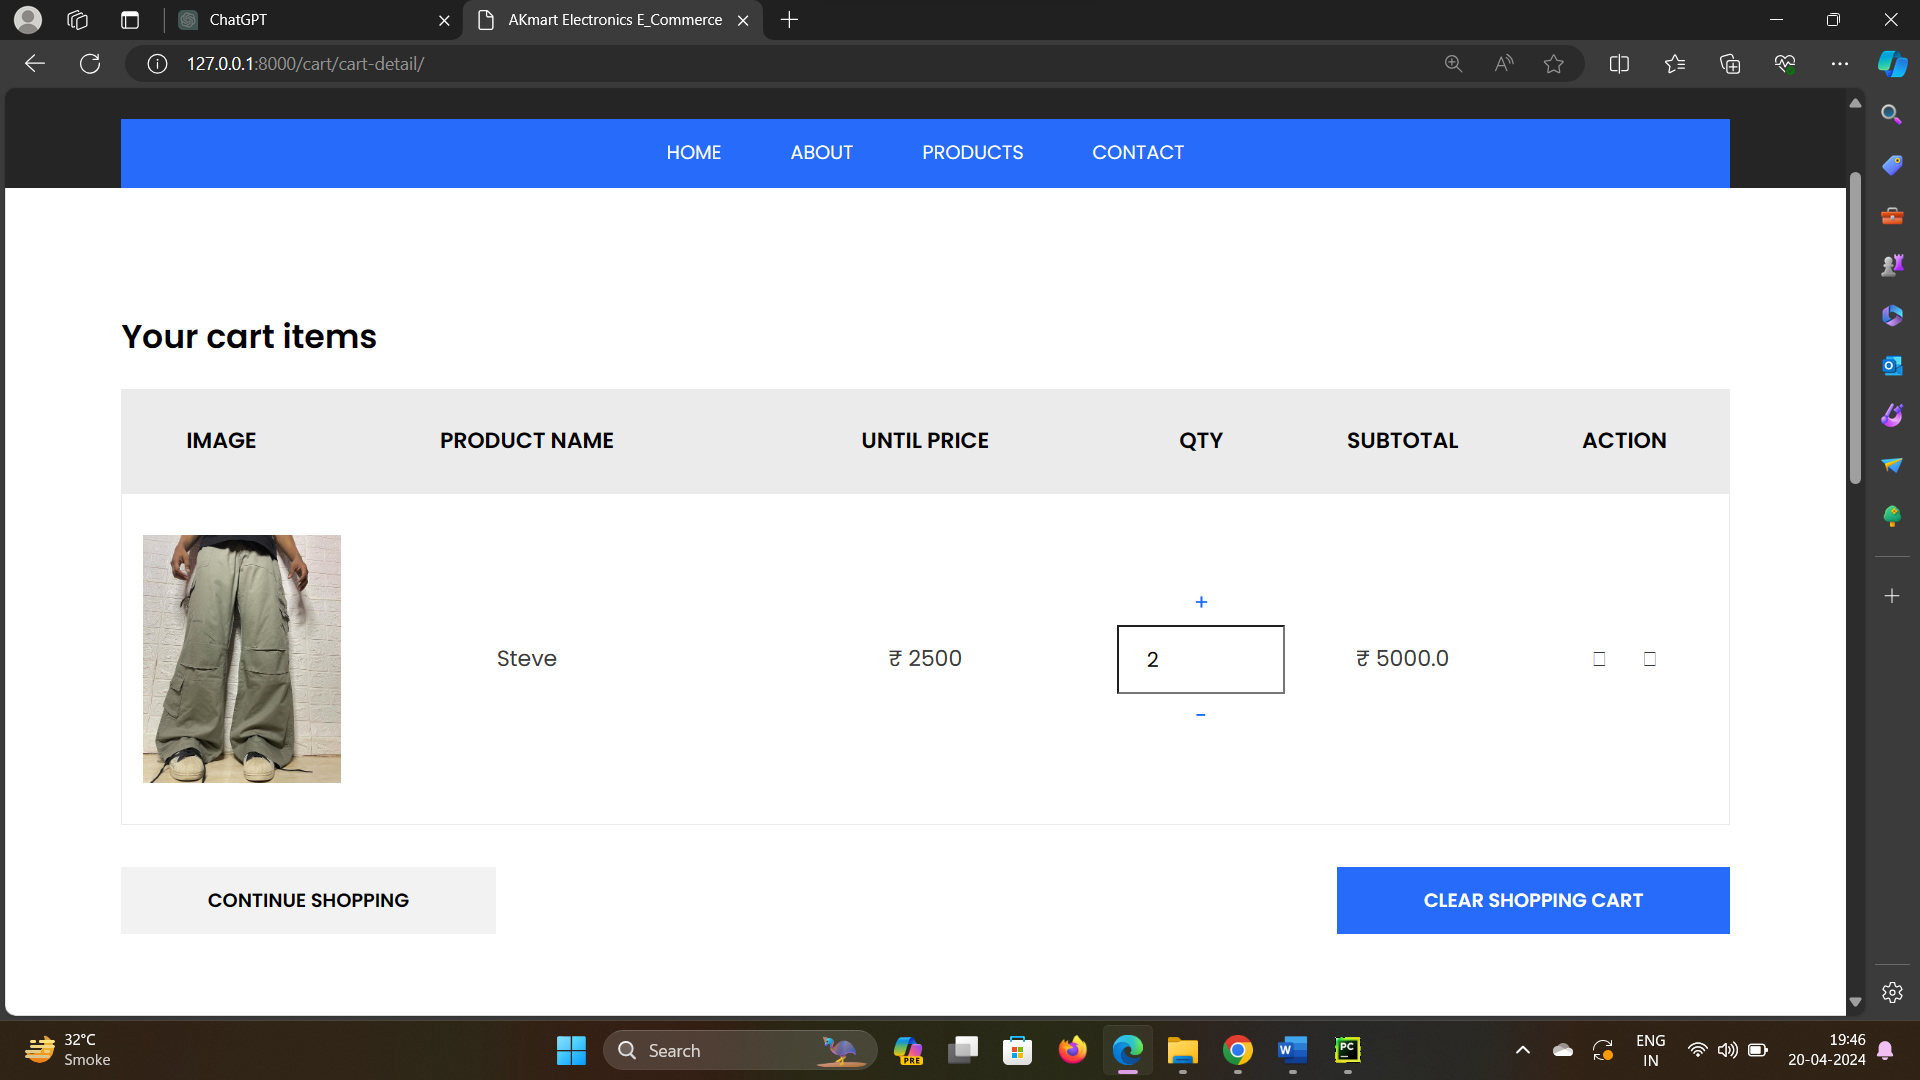 ChatGPT
AKmart Electronics E_Commerce
127.0.0.1:8000/cart/cart-detail/
HOME ABOUT PRODUCTS CONTACT
Your cart items
IMAGE PRODUCT NAME UNTIL PRICE QTY SUBTOTAL ACTION
+
Steve ₹ 2500 2 ₹ 5000.0
-
CONTINUE SHOPPING CLEAR SHOPPING CART
32°C
Smoke
Search
PRE
W
PC
ENG
IN
19:46
20-04-2024